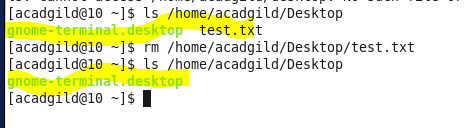 [acadgild@10 ~]$ ls /home/acadgild/Desktop
gnome-terminal.desktop  test.txt
[acadgild@10 ~]$ rm /home/acadgild/Desktop/test.txt
[acadgild@10 ~]$ ls /home/acadgild/Desktop
gnome-terminal.desktop
[acadgild@10 ~]$